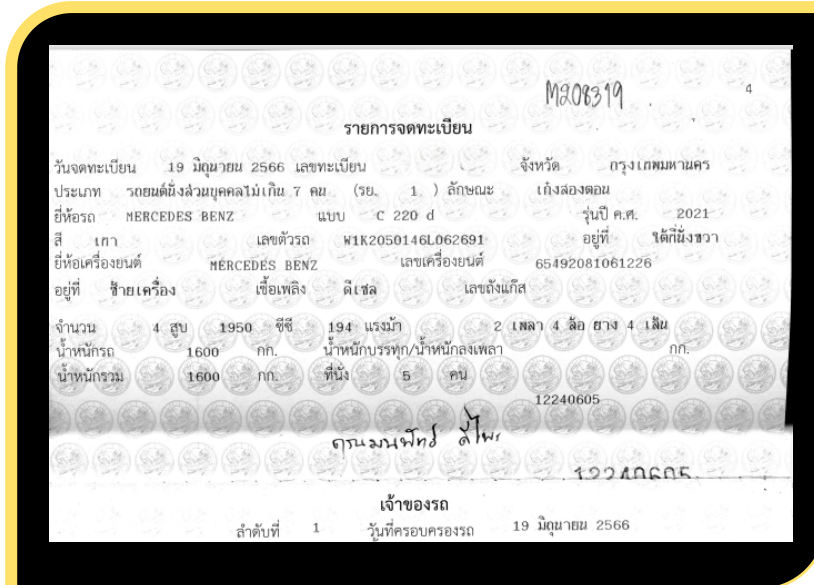 M208319
4
รายการจดทะเบียน
วันจดทะเบียน 19 มิถุนายน 2566 เลขทะเบียน จังหวัด กรุงเทพมหานคร
ประเภท รถยนต์นั่งส่วนบุคคลไม่เกิน 7 คน (รย. 1 ) ลักษณะ เก๋งสองตอน
ยี่ห้อรถ MERCEDES BENZ แบบ C 220 d รุ่นปี ค.ศ. 2021
สี เทา เลขตัวรถ W1K2050146L062691 อยู่ที่ ใต้ที่นั่งขวา
ยี่ห้อเครื่องยนต์ MERCEDES BENZ เลขเครื่องยนต์ 65492081061226
อยู่ที่ ซ้ายเครื่อง เชื้อเพลิง ดีเซล เลขถังแก๊ส
จำนวน 4 สูบ 1950 ซีซี 194 แรงม้า 2 เพลา 4 ล้อ ยาง 4 เส้น
น้ำหนักรถ 1600 กก. น้ำหนักบรรทุก/น้ำหนักลงเพลา กก.
น้ำหนักรวม 1600 กก. ที่นั่ง 5 คน
12240605
12240605
เจ้าของรถ
ลำดับที่ 1 วันที่ครอบครองรถ 19 มิถุนายน 2566